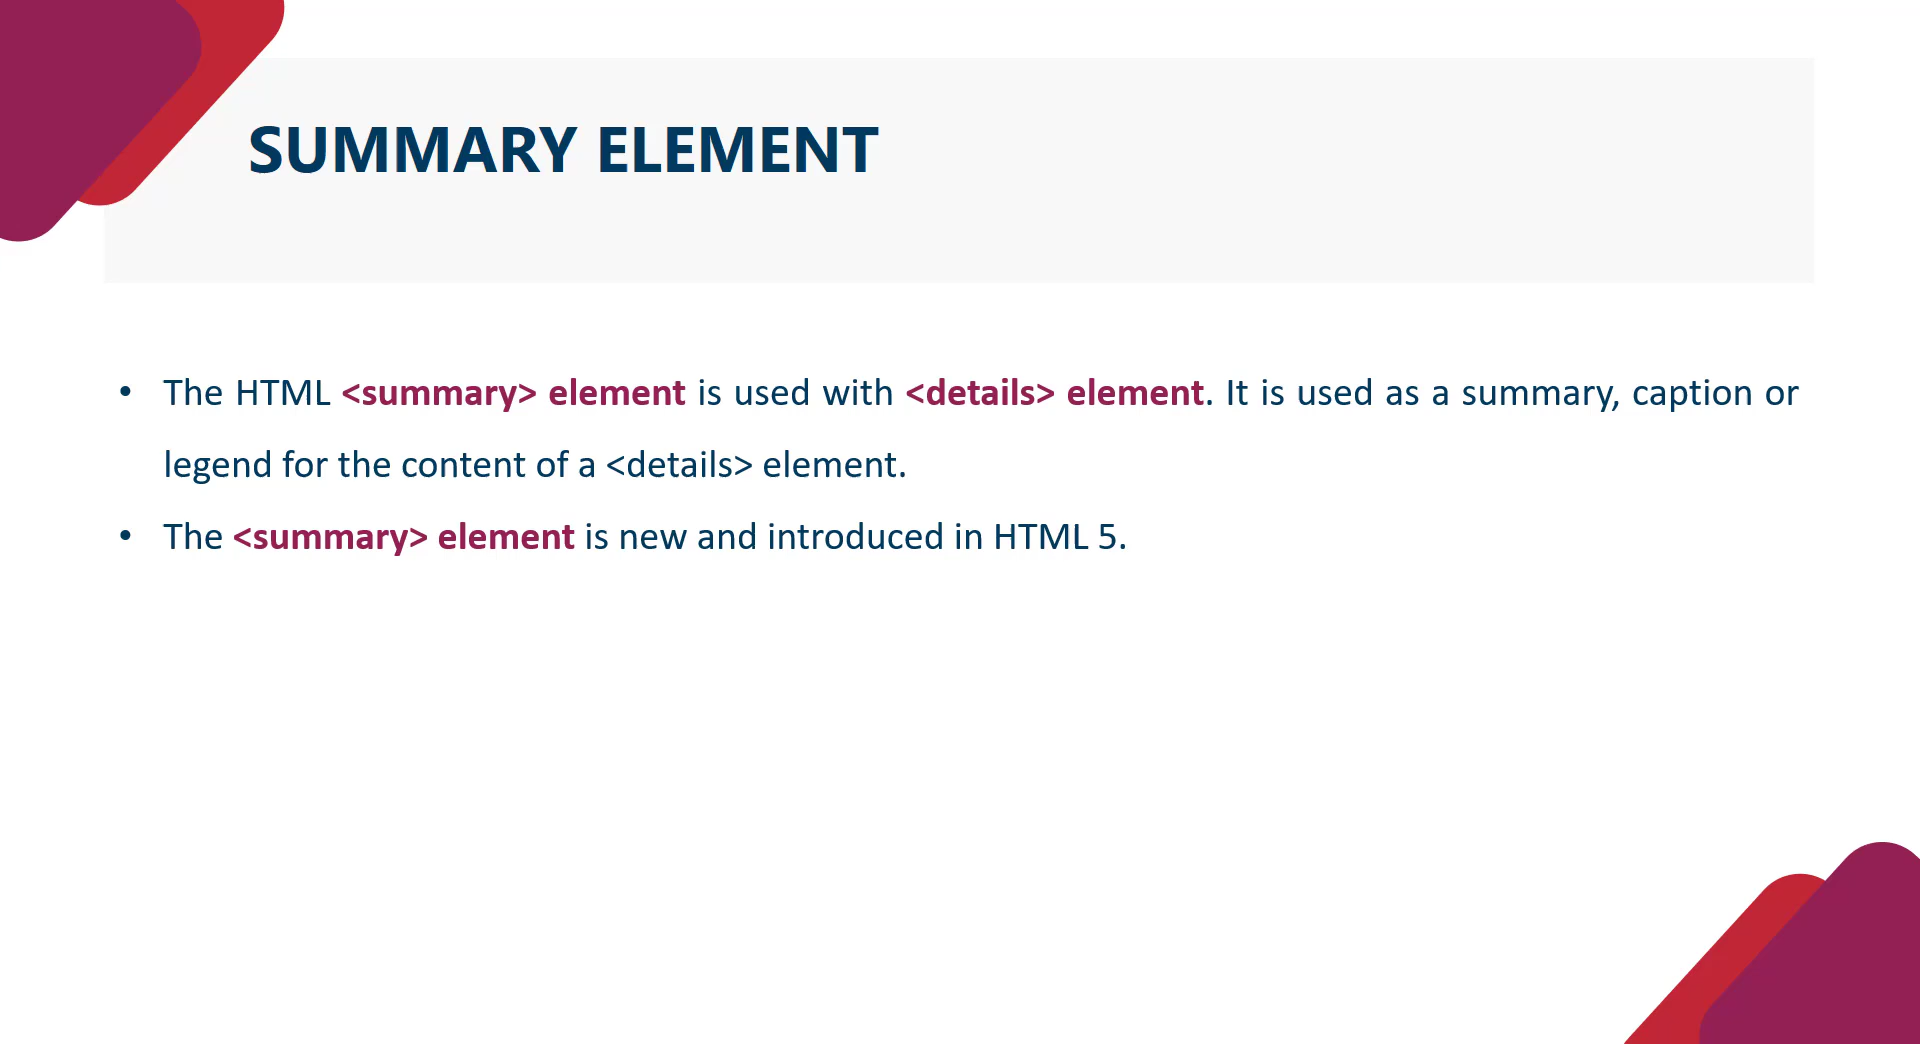 SUMMARY ELEMENT
• The HTML <summary> element is used with <details> element. It is used as a summary, caption or
legend for the content of a <details> element.
• The <summary> element is new and introduced in HTML 5.